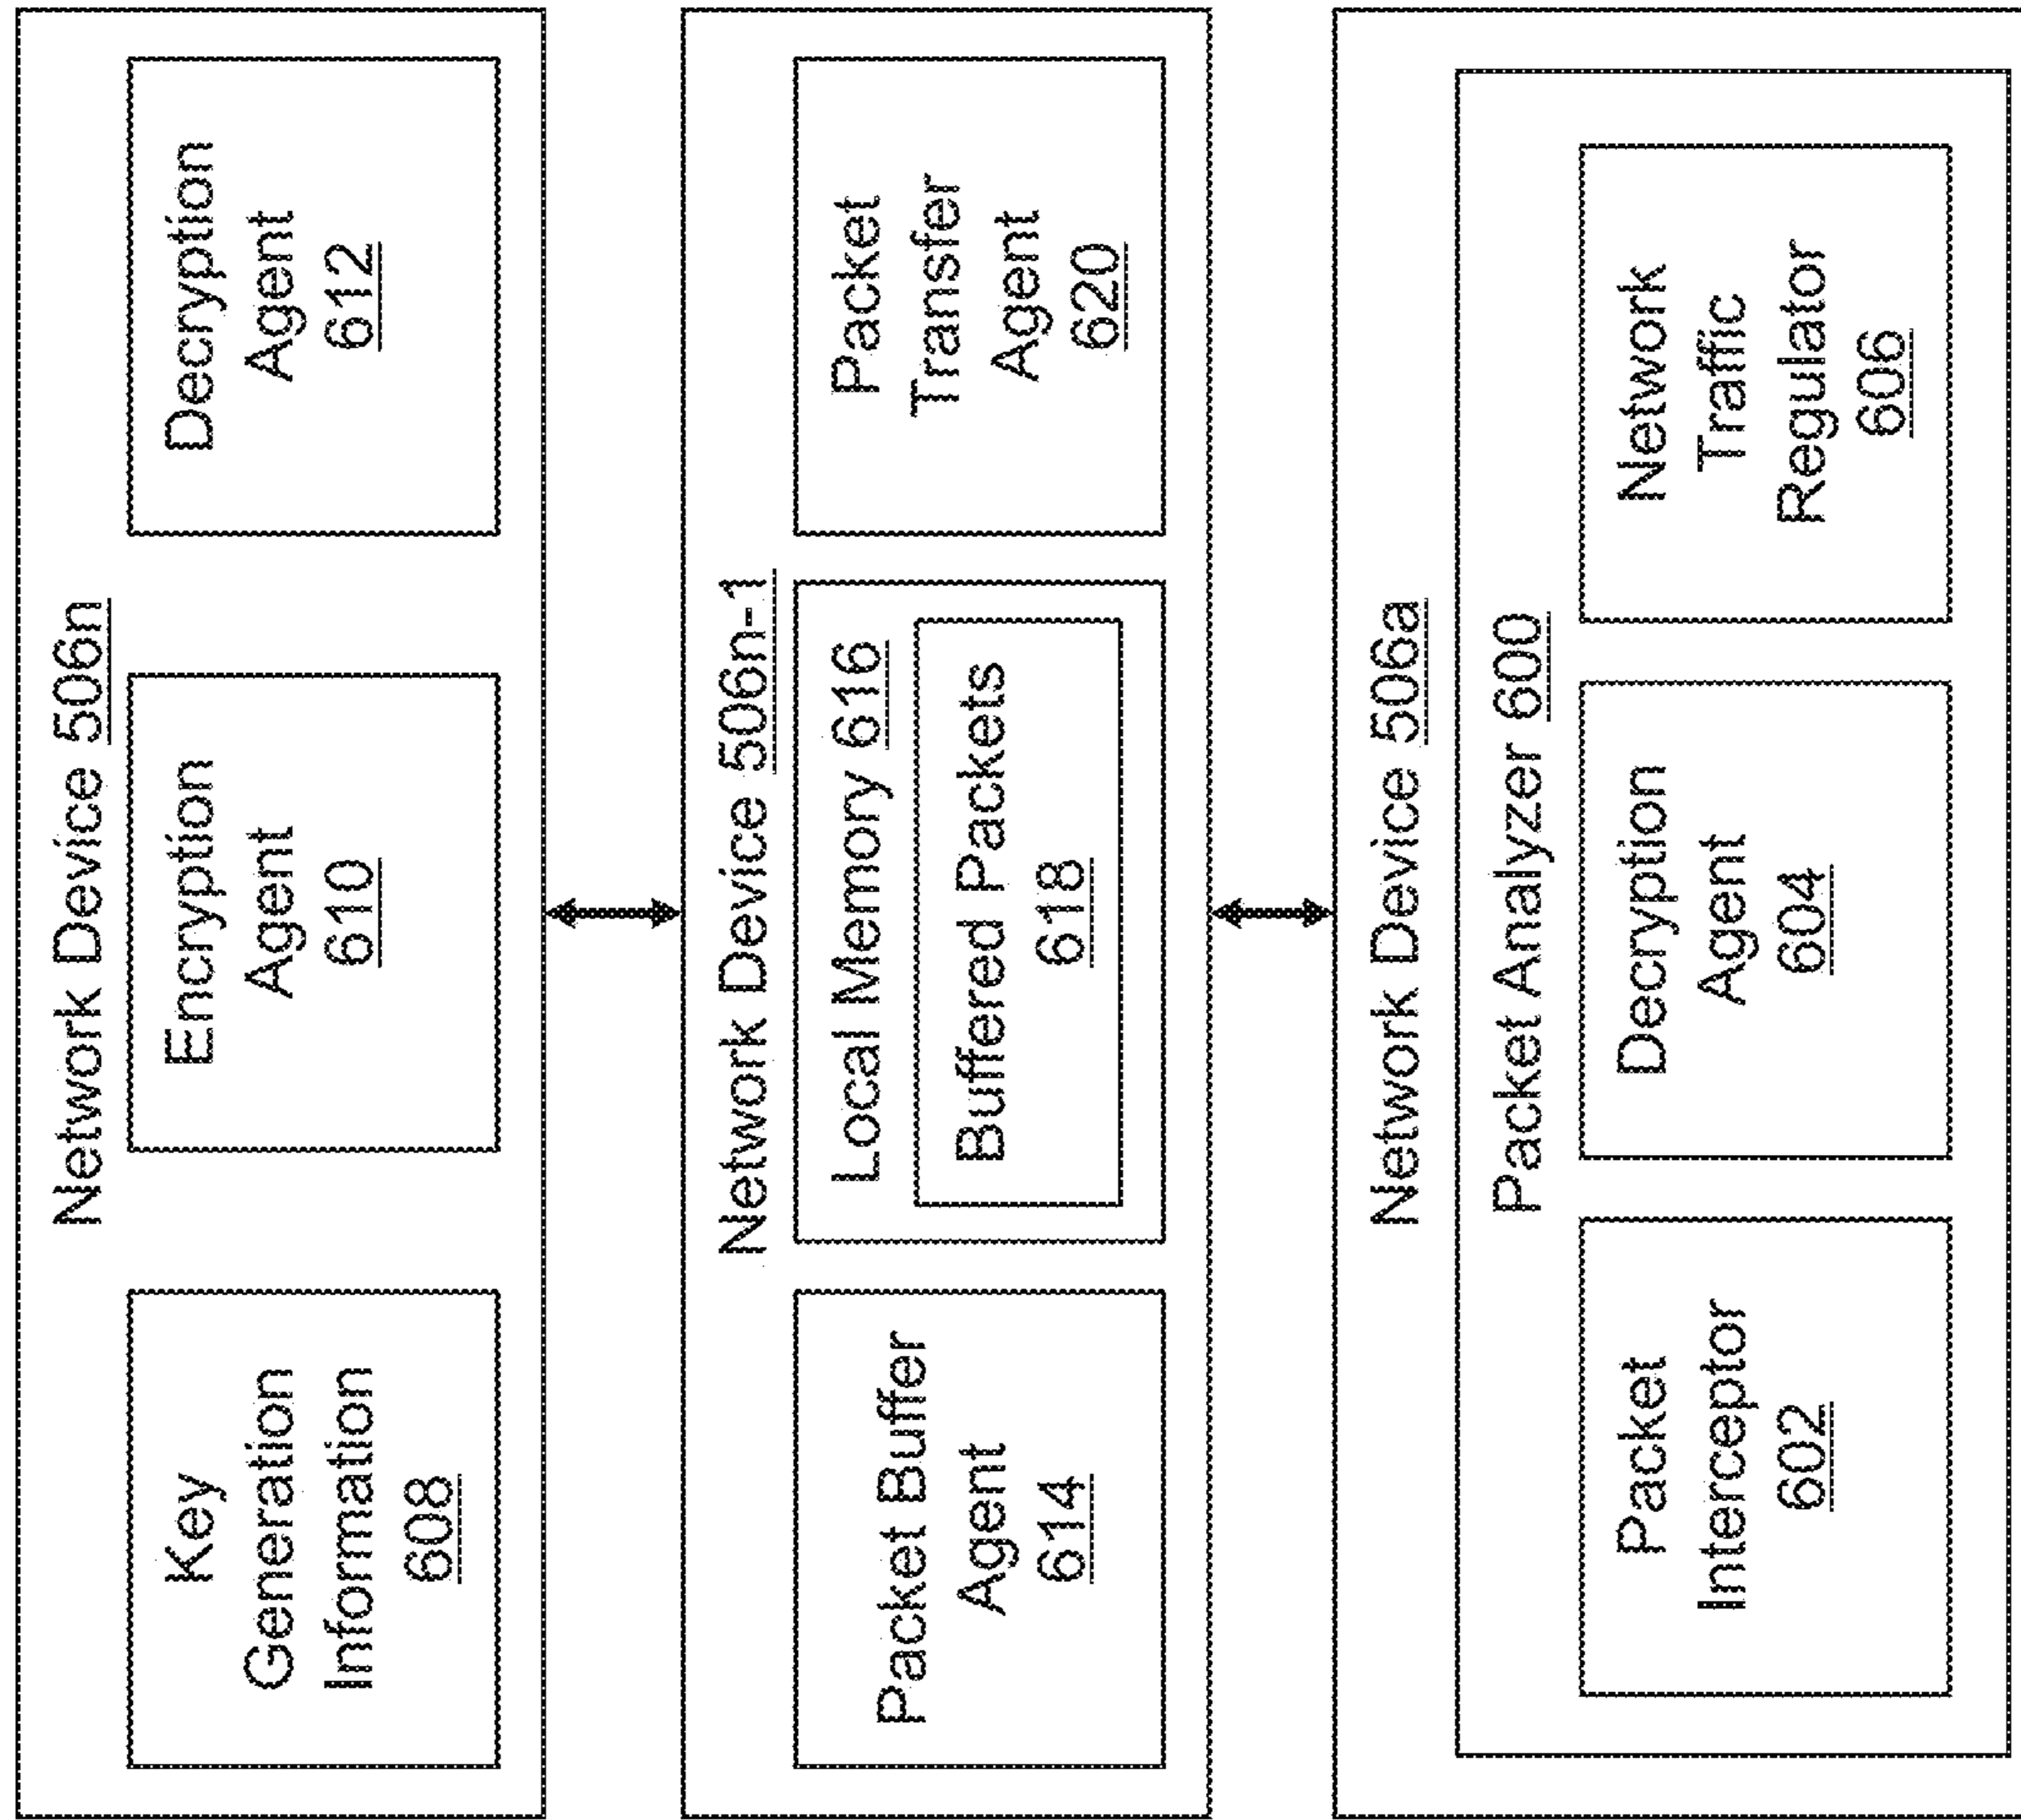 Network Device 506n
Key
Generation
Information
608
Encryption
Agent
610
Decryption
Agent
612
Network Device 506n-1
Packet Buffer
Agent
614
Local Memory 616
Buffered Packets
618
Packet
Transfer
Agent
620
Network Device 506a
Packet Analyzer 600
Packet
Interceptor
602
Decryption
Agent
604
Network
Traffic
Regulator
606